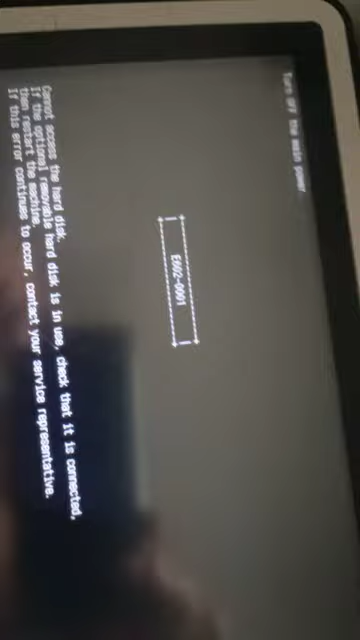 Turn off the main power.
E602-0001
Cannot access the hard disk.
If the optional removable hard disk is in use, check that it is connected,
then restart the machine.
If this error continues to occur, contact your service representative.